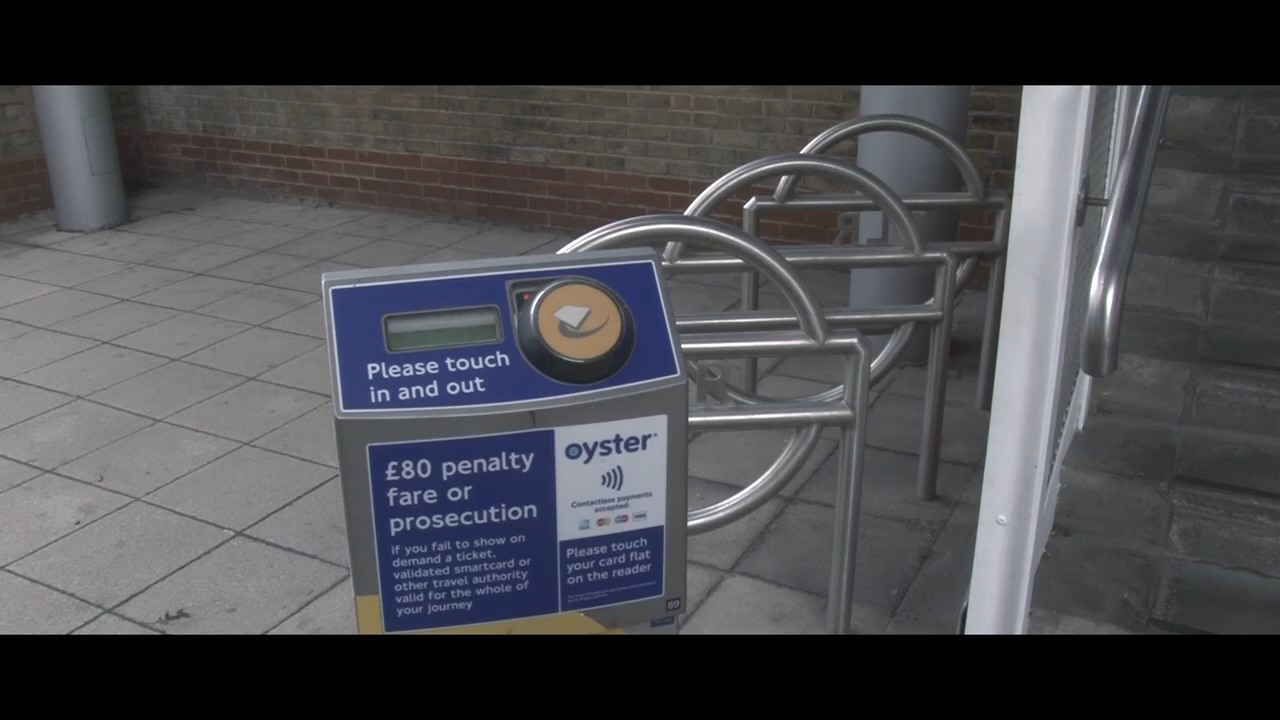 Please touch
in and out
£80 penalty
fare or
prosecution
if you fail to show on
demand a ticket,
validated smartcard or
other travel authority
valid for the whole of
your journey
oyster
Contactless payments
accepted:
VISA
Please touch
your card flat
on the reader
89
R